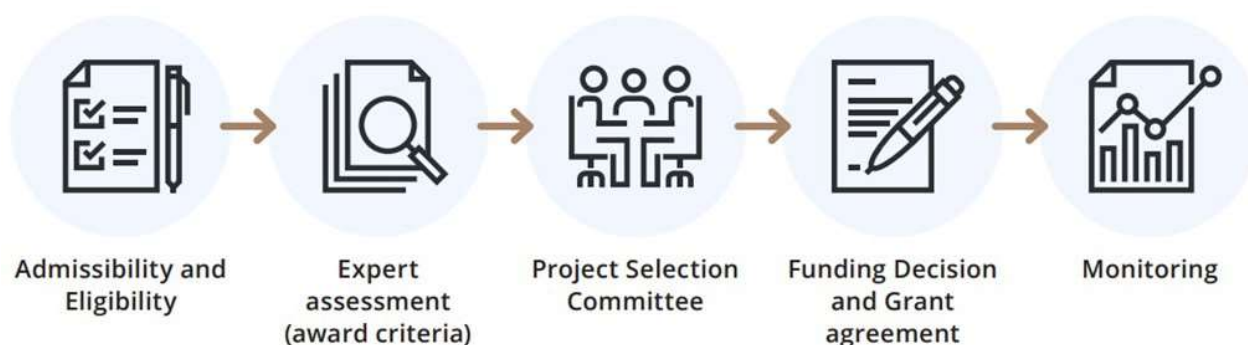 Admissibility and
Eligibility
Expert
assessment
(award criteria)
Project Selection
Committee
Funding Decision
and Grant
agreement
Monitoring